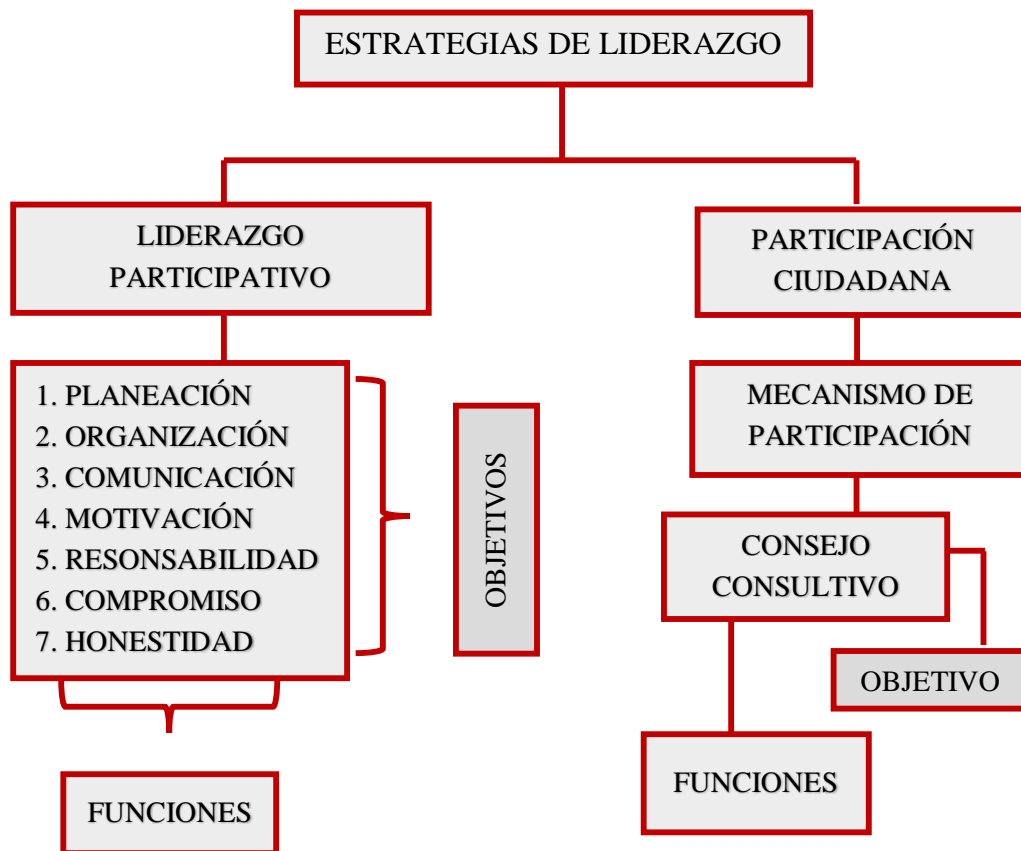 ESTRATEGIAS DE LIDERAZGO
LIDERAZGO
PARTICIPATIVO
1. PLANEACIÓN
2. ORGANIZACIÓN
3. COMUNICACIÓN
4. MOTIVACIÓN
5. RESONSABILIDAD
6. COMPROMISO
7. HONESTIDAD
OBJETIVOS
FUNCIONES
PARTICIPACIÓN
CIUDADANA
MECANISMO DE
PARTICIPACIÓN
CONSEJO
CONSULTIVO
OBJETIVO
FUNCIONES